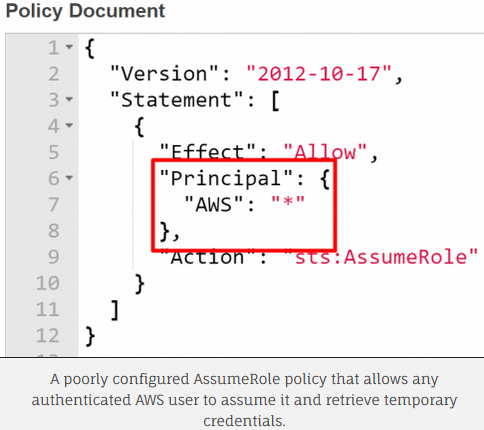 Policy Document
1 {
2 "Version": "2012-10-17",
3 "Statement": [
4 {
5 "Effect": "Allow",
6 "Principal": {
7 "AWS": "*"
8 },
9 "Action": "sts:AssumeRole"
10 }
11 ]
12 }
A poorly configured AssumeRole policy that allows any
authenticated AWS user to assume it and retrieve temporary
credentials.